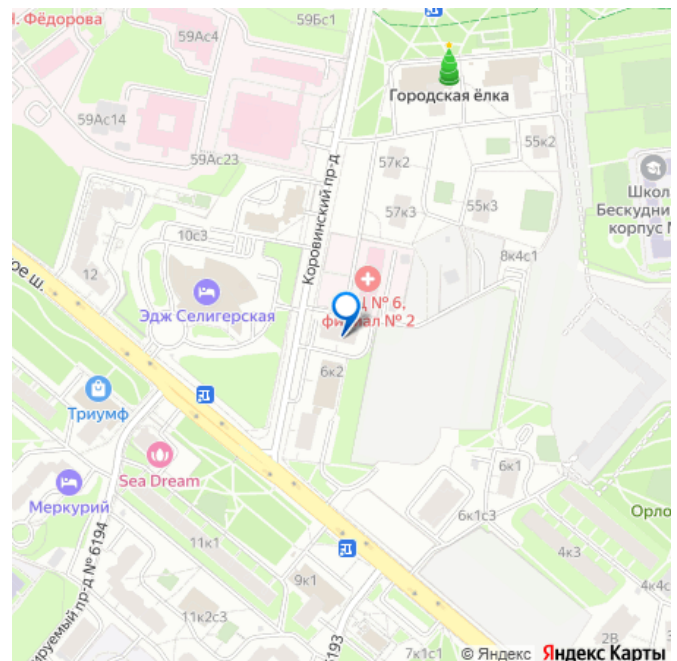 . Фёдорова
59Бс1
59Ас4
Городская ёлка
59Ас14
55к2
57к2
59Ас23
Школ
Бескудни
корпус
Коровинский пр-д
57к3
55к3
10с3
8к4с1
12
ое ш.
Эдж Селигерская
Ц № 6,
филиал № 2
6к2
Триумф
Sea Dream
6к1
Меркурий
6к1с3
Орло
11к1
4к3
ируемый пр-д № 6194
9к1
4к4с
11к2с3
6193
2В
7к1с1
© Яндекс Яндекс Карты